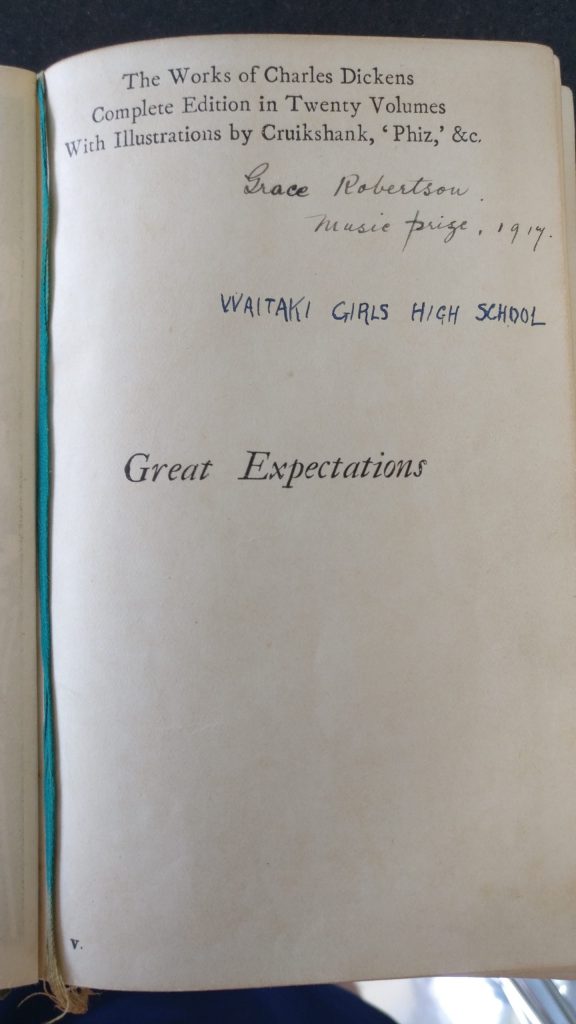 The Works of Charles Dickens
Complete Edition in Twenty Volumes
With Illustrations by Cruikshank, ‘Phiz,’ &c.
Grace Robertson.
Music prize, 1917.
WAITAKI GIRLS HIGH SCHOOL
Great Expectations
V.